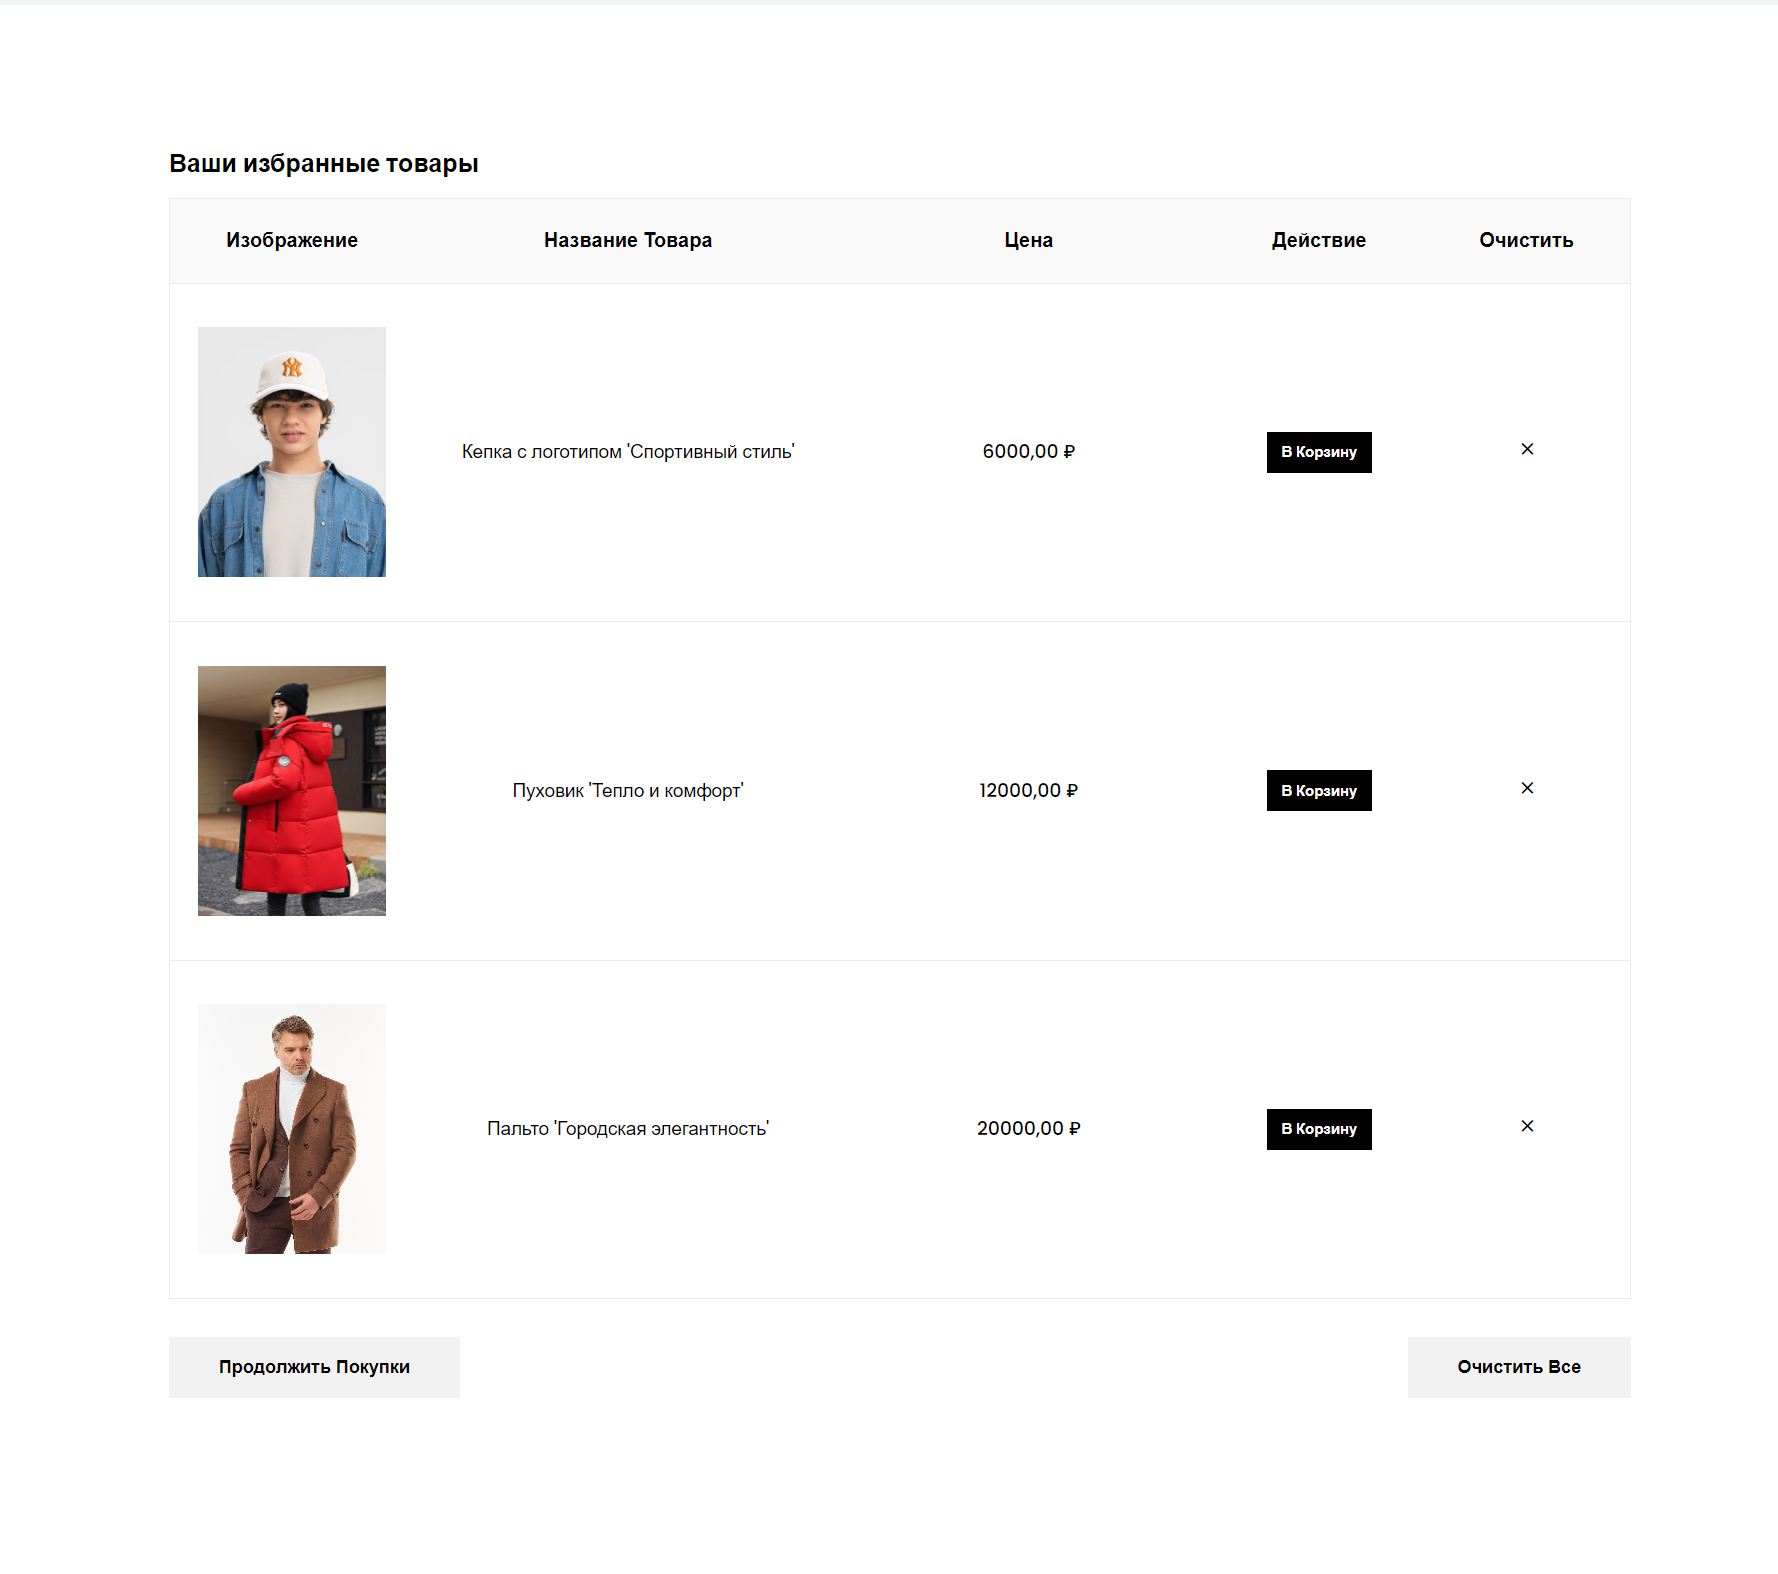 Ваши избранные товары
Изображение Название Товара Цена Действие Очистить
Кепка с логотипом 'Спортивный стиль' 6000,00 ₽ В Корзину ×
Пуховик 'Тепло и комфорт' 12000,00 ₽ В Корзину ×
Пальто 'Городская элегантность' 20000,00 ₽ В Корзину ×
Продолжить Покупки Очистить Все